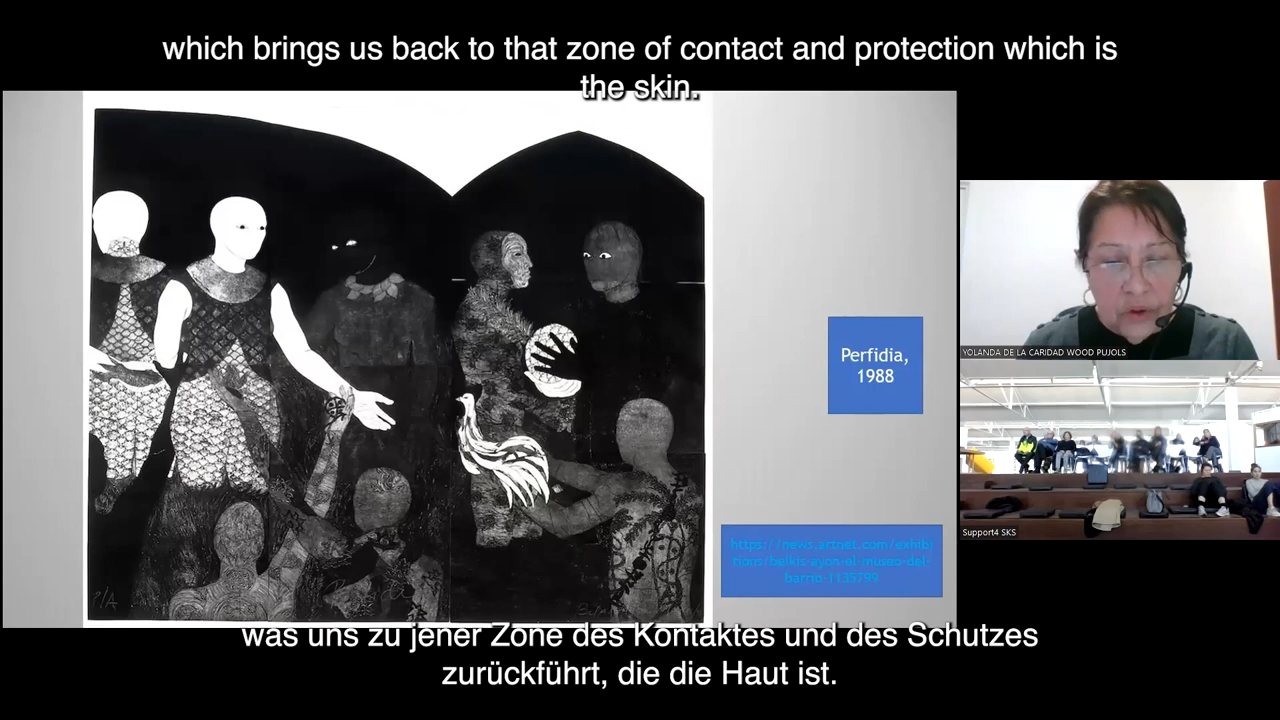 which brings us back to that zone of contact and protection which is
the skin.
Perfidia,
1988
YOLANDA DE LA CARIDAD WOOD PUJOLS
https://news.artnet.com/exhibi
tions/belkis-ayon-el-museo-del-
barrio-1135799
Support4 SKS
P/A
was uns zu jener Zone des Kontaktes und des Schutzes
zurückführt, die die Haut ist.